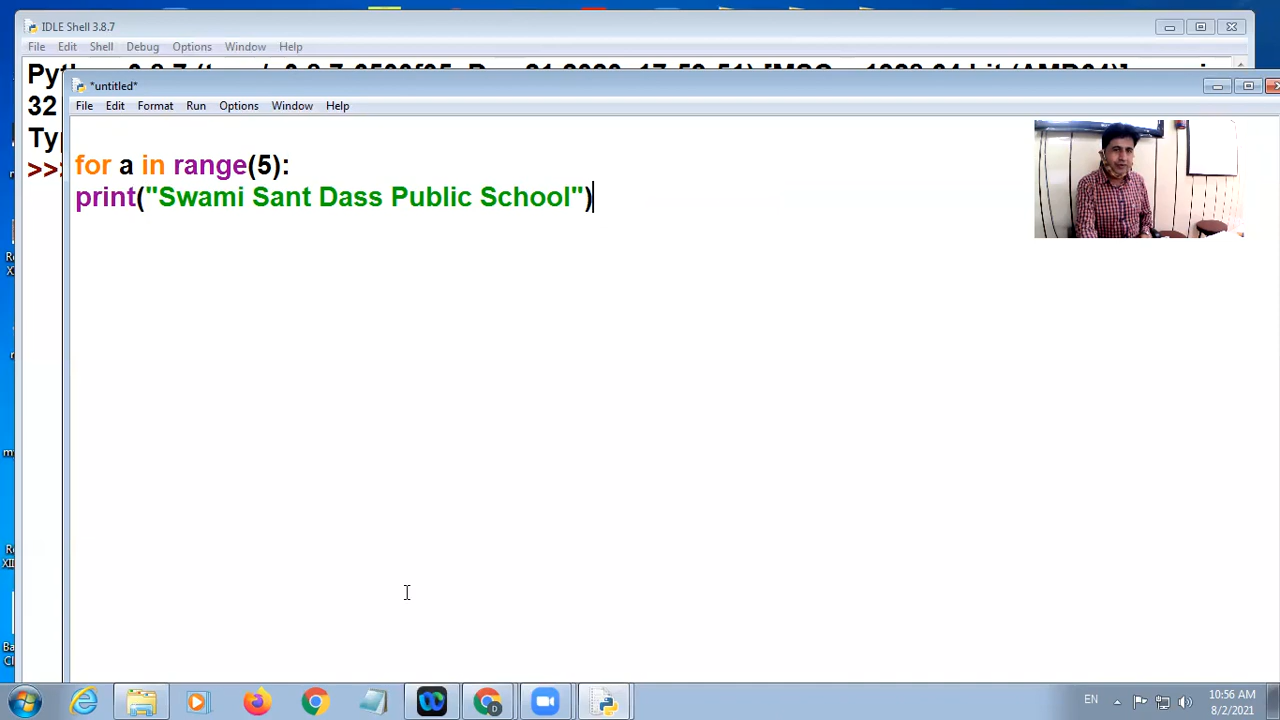 IDLE Shell 3.8.7
File Edit Shell Debug Options Window Help
*untitled*
32
File Edit Format Run Options Window Help
for a in range(5):
print("Swami Sant Dass Public School")
EN
10:56 AM
8/2/2021